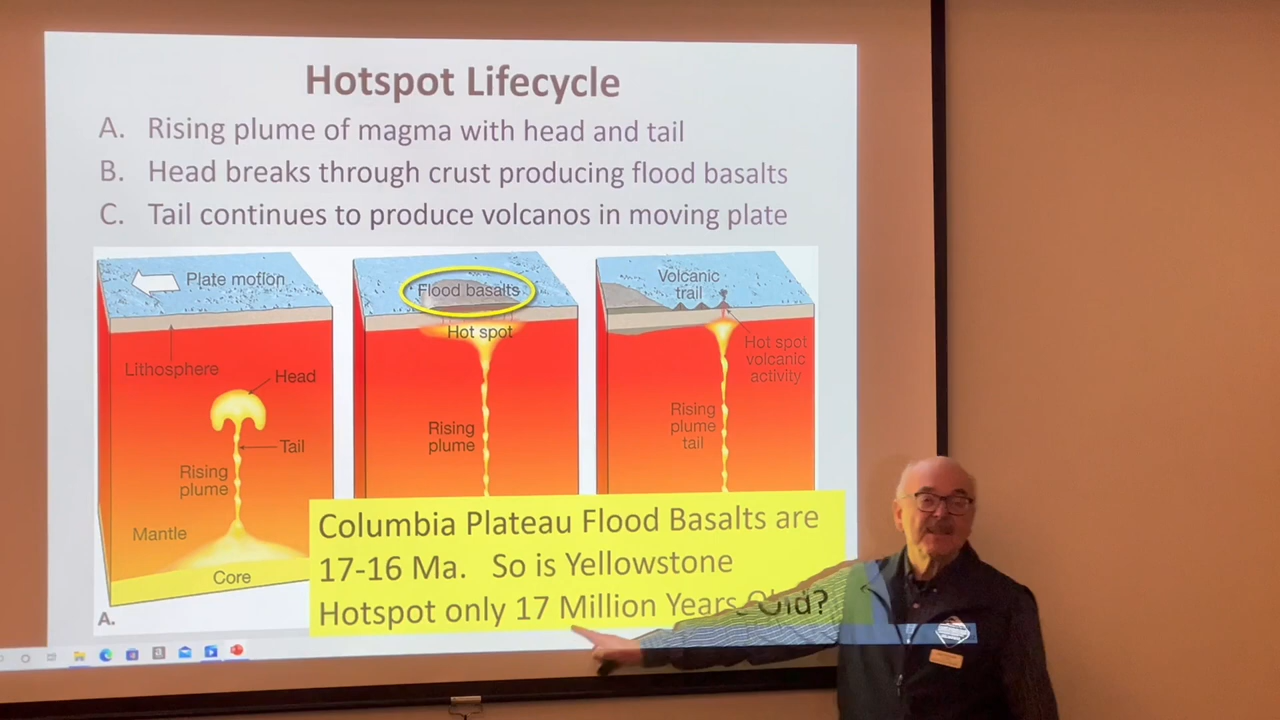 Hotspot Lifecycle
A. Rising plume of magma with head and tail
B. Head breaks through crust producing flood basalts
C. Tail continues to produce volcanos in moving plate
Plate motion
Lithosphere
Head
Tail
Rising
plume
Mantle
Core
A.
Flood basalts
Hot spot
Rising
plume
Volcanic
trail
Hot spot
volcanic
activity
Rising
plume
tail
Columbia Plateau Flood Basalts are
17-16 Ma. So is Yellowstone
Hotspot only 17 Million Years Old?